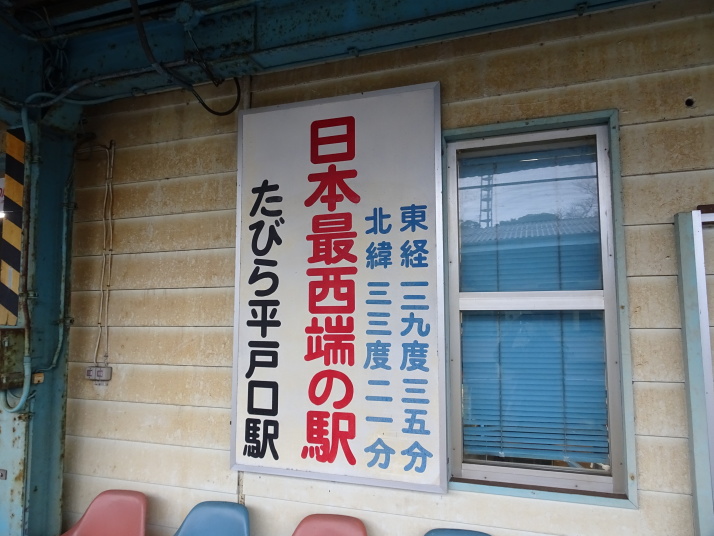 東経一二九度三五分
北緯三三度二一分
日本最西端の駅
たびら平戸口駅